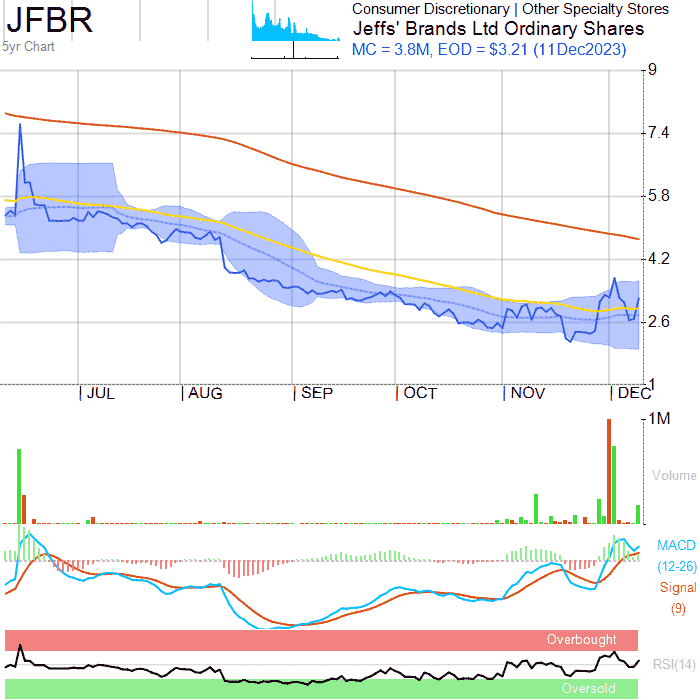 JFBR
5yr Chart
Consumer Discretionary | Other Specialty Stores
Jeffs' Brands Ltd Ordinary Shares
MC = 3.8M, EOD = $3.21 (11Dec2023)
9
7.4
5.8
4.2
2.6
1
JUL
AUG
SEP
OCT
NOV
DEC
1M
Volume
MACD
(12-26)
Signal
(9)
Overbought
RSI(14)
Oversold